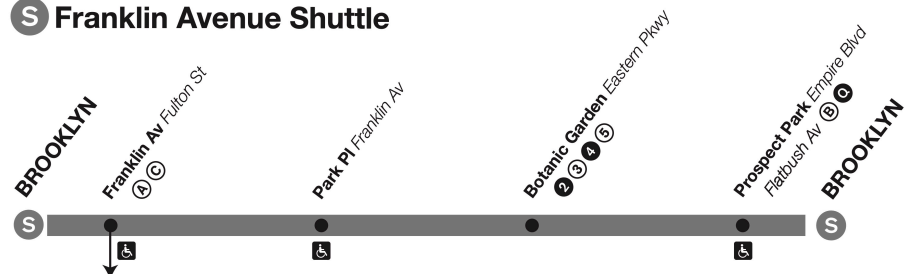 S Franklin Avenue Shuttle
BROOKLYN
Franklin Av Fulton St
A C
Park Pl Franklin Av
Botanic Garden Eastern Pkwy
2 3 4 5
Prospect Park Empire Blvd
Flatbush Av B Q
BROOKLYN
S
S